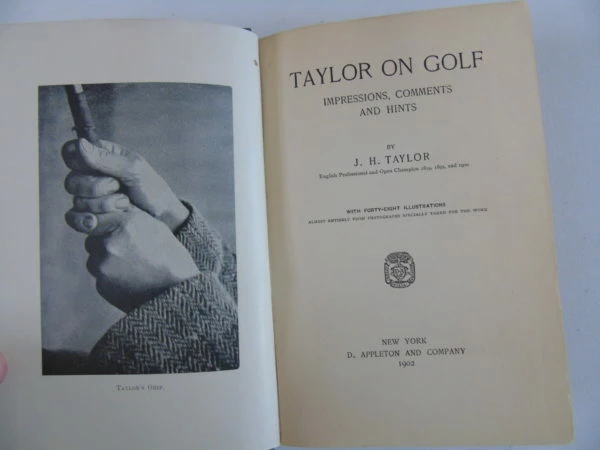 Taylor's Grip.
TAYLOR ON GOLF
IMPRESSIONS, COMMENTS
AND HINTS
BY
J. H. TAYLOR
English Professional and Open Champion 1894, 1895, and 1900
WITH FORTY-EIGHT ILLUSTRATIONS
ALMOST ENTIRELY FROM PHOTOGRAPHS SPECIALLY TAKEN FOR THE WORK
NEW YORK
D. APPLETON AND COMPANY
1902